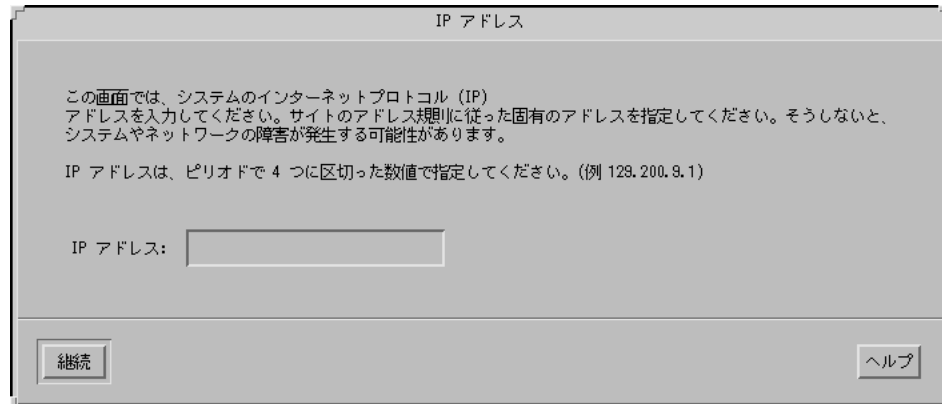 IP アドレス
この画面では、システムのインターネットプロトコル (IP)
アドレスを入力してください。サイトのアドレス規則に従った固有のアドレスを指定してください。そうしないと、
システムやネットワークの障害が発生する可能性があります。
IP アドレスは、ピリオドで 4 つに区切った数値で指定してください。(例 129.200.9.1)
IP アドレス:
継続
ヘルプ